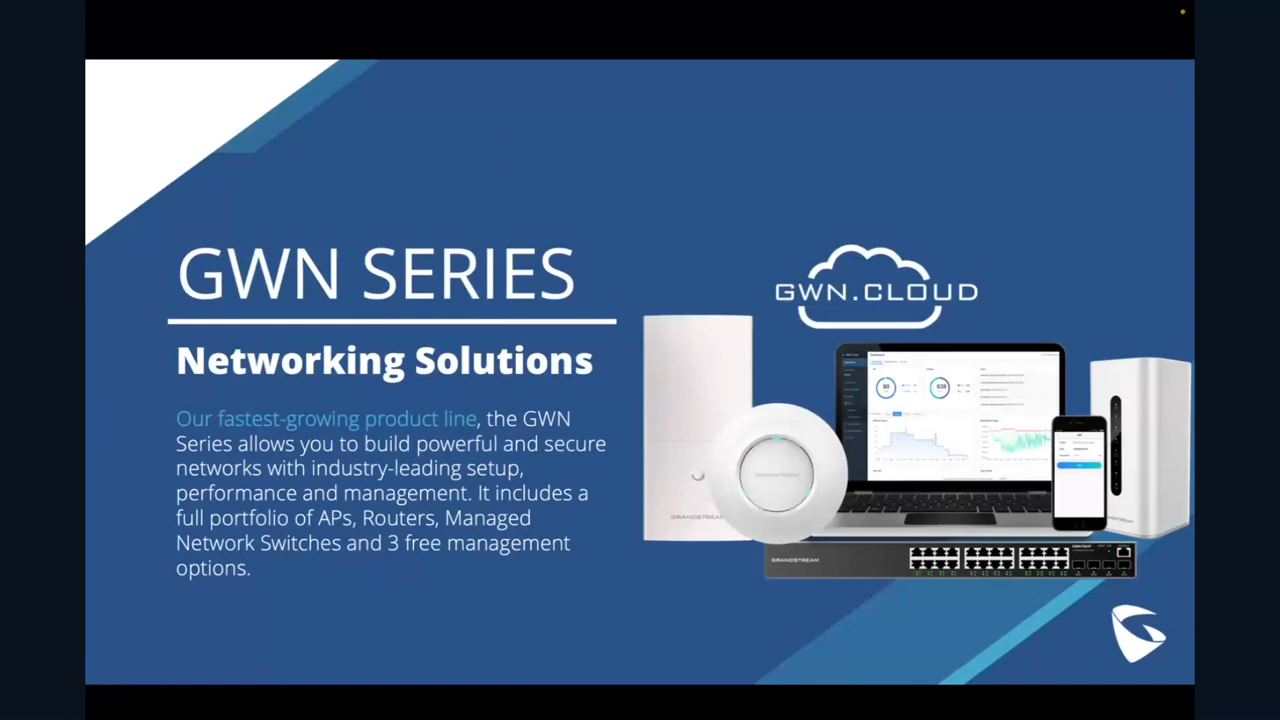 GWN SERIES
Networking Solutions
Our fastest-growing product line, the GWN
Series allows you to build powerful and secure
networks with industry-leading setup,
performance and management. It includes a
full portfolio of APs, Routers, Managed
Network Switches and 3 free management
options.
GWN.CLOUD
GRANDSTREAM
GRANDSTREAM
GRANDSTREAM